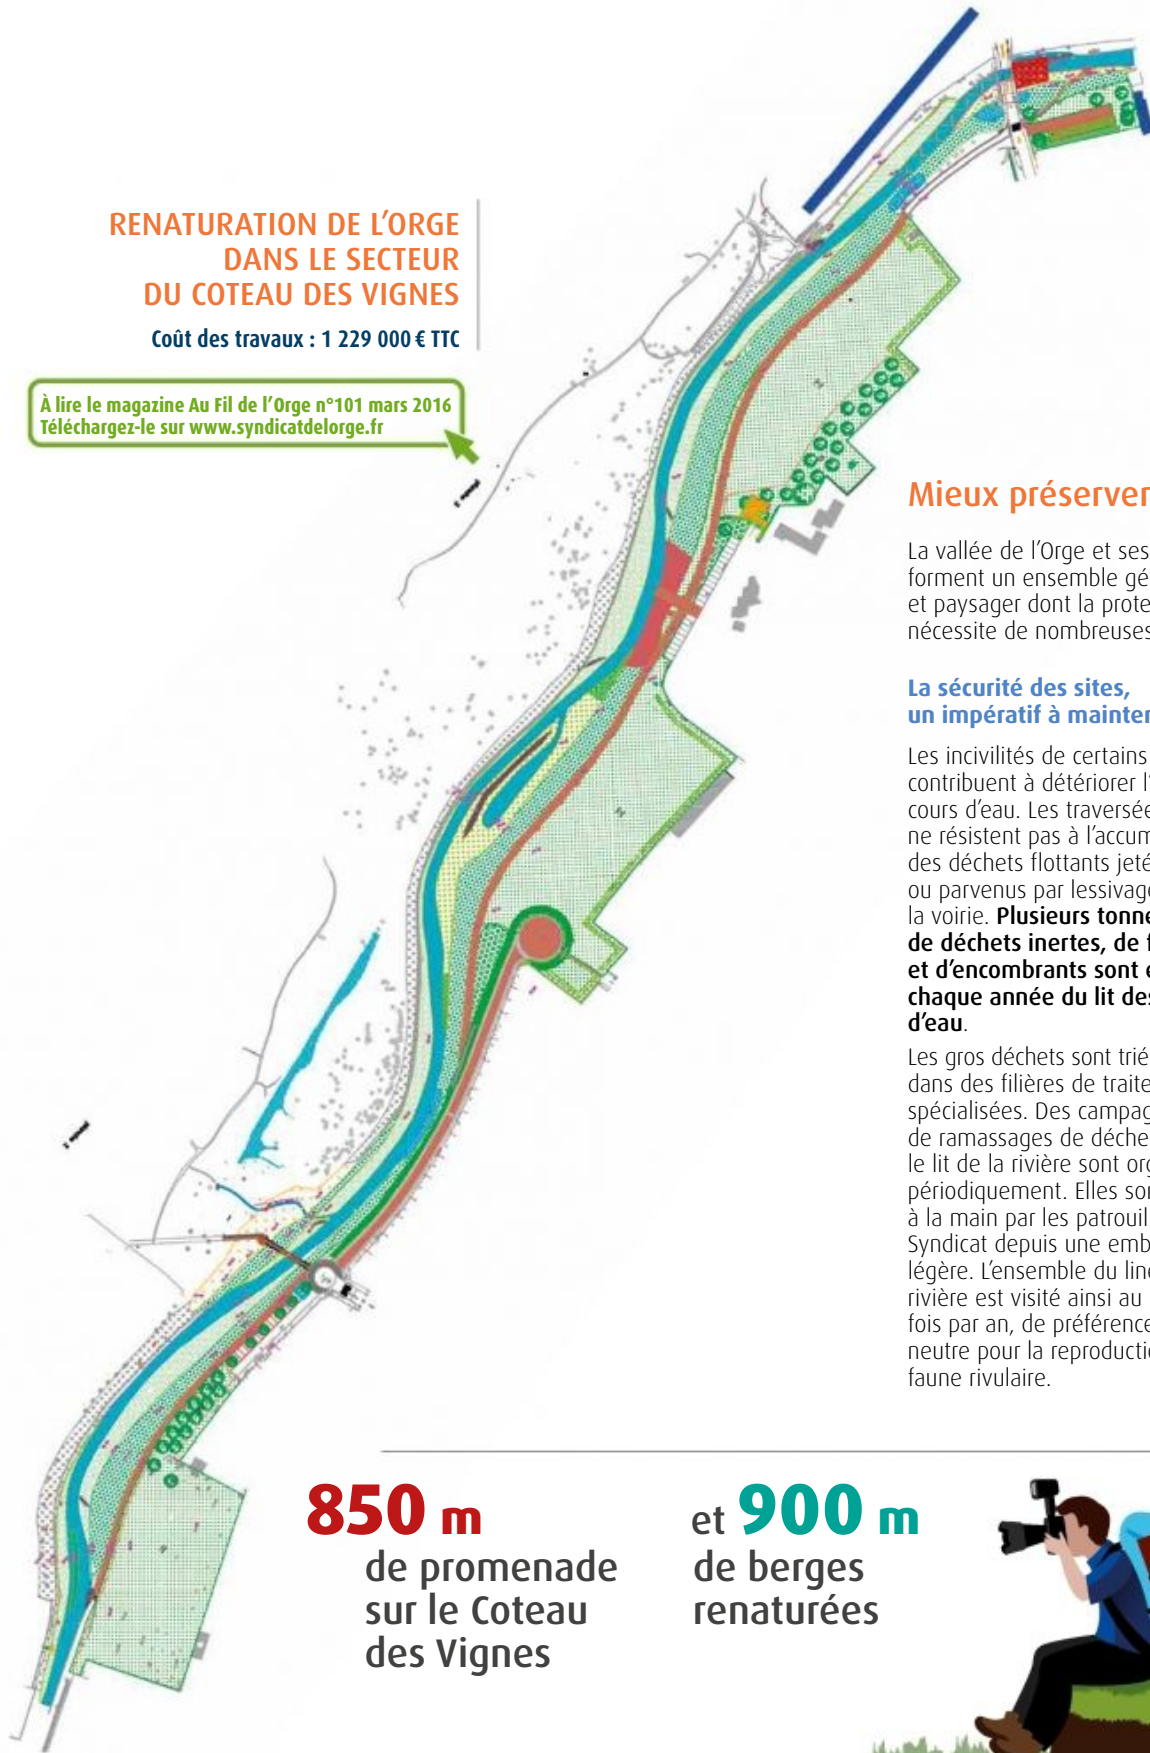 RENATURATION DE L'ORGE
DANS LE SECTEUR
DU COTEAU DES VIGNES
Coût des travaux : 1 229 000 € TTC
À lire le magazine Au Fil de l'Orge n°101 mars 2016
Téléchargez-le sur www.syndicatdelorge.fr
Mieux préserver
La vallée de l'Orge et ses
forment un ensemble gé
et paysager dont la prote
nécessite de nombreuses
La sécurité des sites,
un impératif à mainten
Les incivilités de certains
contribuent à détériorer l'
cours d'eau. Les traversée
ne résistent pas à l'accum
des déchets flottants jeté
ou parvenus par lessivage
la voirie. Plusieurs tonne
de déchets inertes, de f
et d'encombrants sont e
chaque année du lit des
d'eau.
Les gros déchets sont trié
dans des filières de traite
spécialisées. Des campag
de ramassages de déche
le lit de la rivière sont org
périodiquement. Elles son
à la main par les patrouil
Syndicat depuis une emb
légère. L'ensemble du liné
rivière est visité ainsi au
fois par an, de préférence
neutre pour la reproductio
faune rivulaire.
850 m
de promenade
sur le Coteau
des Vignes
et 900 m
de berges
renaturées